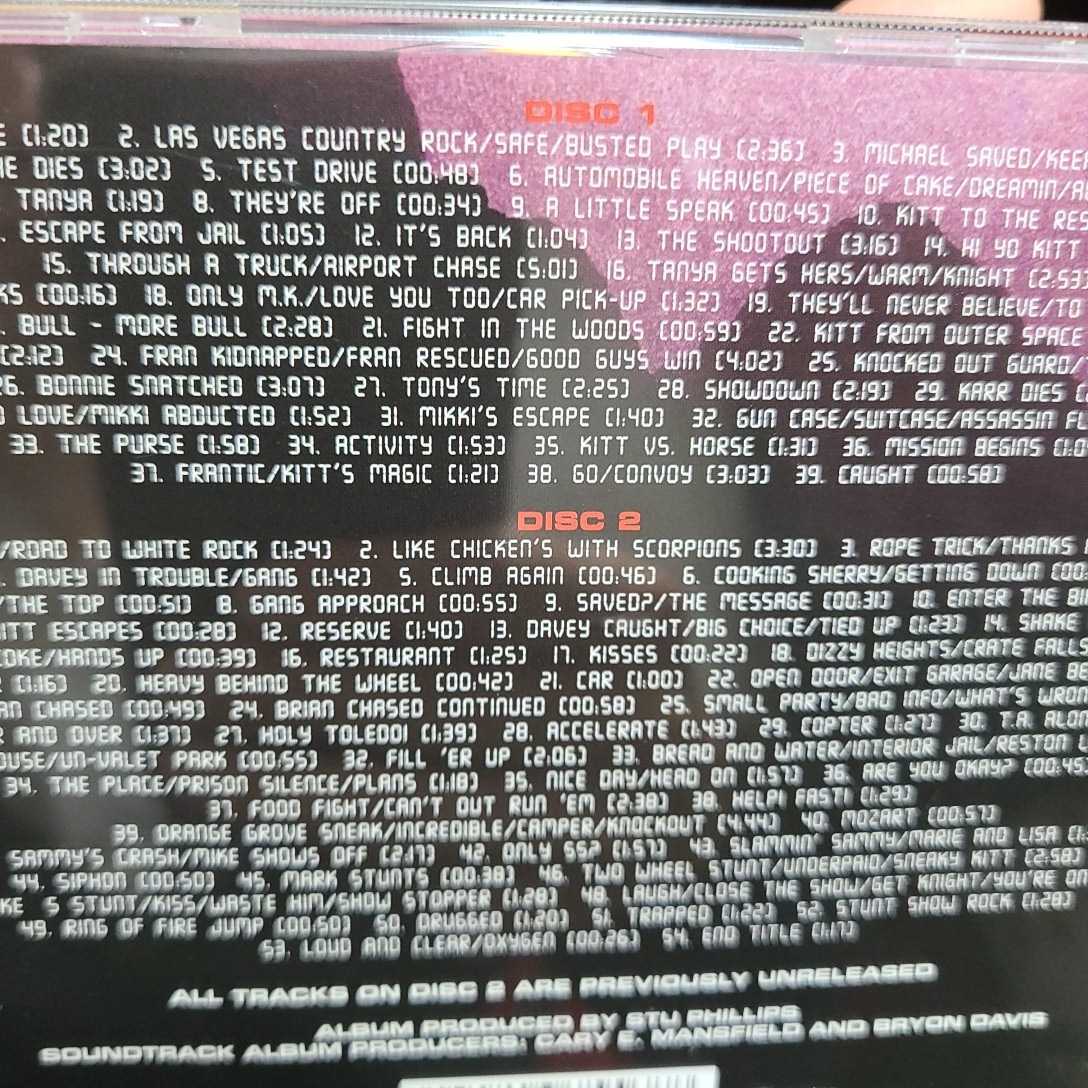 DISC 1
E (1:20) 2. LAS VEGAS COUNTRY ROCK/SAFE/BUSTED PLAY (2:36) 3. MICHAEL SAVED/KEE
HE DIES (3:02) 5. TEST DRIVE (00:48) 6. AUTOMOBILE HEAVEN/PIECE OF CAKE/DREAMIN/A
TANYA (1:19) 8. THEY'RE OFF (00:34) 9. A LITTLE SPEAK (00:45) 10. KITT TO THE RES
. ESCAPE FROM JAIL (1:05) 12. IT'S BACK (1:04) 13. THE SHOOTOUT (3:16) 14. HI YO KITT
15. THROUGH A TRUCK/AIRPORT CHASE (5:01) 16. TANYA GETS HERS/WARM/KNIGHT (2:53)
KS (00:16) 18. ONLY M.K./LOVE YOU TOO/CAR PICK-UP (1:32) 19. THEY'LL NEVER BELIEVE/TO
. BULL - MORE BULL (2:28) 21. FIGHT IN THE WOODS (00:59) 22. KITT FROM OUTER SPACE
(2:12) 24. FRAN KIDNAPPED/FRAN RESCUED/GOOD GUYS WIN (4:02) 25. KNOCKED OUT GUARD/
26. BONNIE SNATCHED (3:07) 27. TONY'S TIME (2:25) 28. SHOWDOWN (2:19) 29. KARR DIES (
LOVE/MIKKI ABDUCTED (1:52) 31. MIKKI'S ESCAPE (1:40) 32. GUN CASE/SUITCASE/ASSASSIN FO
33. THE PURSE (1:58) 34. ACTIVITY (1:53) 35. KITT VS. HORSE (1:31) 36. MISSION BEGINS (1:0
37. FRANTIC/KITT'S MAGIC (1:21) 38. GO/CONVOY (3:03) 39. CAUGHT (00:58)
DISC 2
/ROAD TO WHITE ROCK (1:24) 2. LIKE CHICKEN'S WITH SCORPIONS (3:30) 3. ROPE TRICK/THANKS
. DAVEY IN TROUBLE/GANG (1:42) 5. CLIMB AGAIN (00:46) 6. COOKING SHERRY/GETTING DOWN (00:
/THE TOP (00:51) 8. GANG APPROACH (00:55) 9. SAVED?/THE MESSAGE (00:31) 10. ENTER THE B
ITT ESCAPES (00:28) 12. RESERVE (1:40) 13. DAVEY CAUGHT/BIG CHOICE/TIED UP (1:23) 14. SHAKE
OKE/HANDS UP (00:39) 16. RESTAURANT (1:25) 17. KISSES (00:22) 18. DIZZY HEIGHTS/CRATE FALLS
(1:16) 20. HEAVY BEHIND THE WHEEL (00:42) 21. CAR (1:00) 22. OPEN DOOR/EXIT GARAGE/JANE BE
AN CHASED (00:49) 24. BRIAN CHASED CONTINUED (00:58) 25. SMALL PARTY/BAD INFO/WHAT'S WRON
R AND OVER (1:37) 27. HOLY TOLEDO! (1:39) 28. ACCELERATE (1:43) 29. COPTER (1:27) 30. T.A. ALON
OUSE/UN-VALET PARK (00:55) 32. FILL 'ER UP (2:06) 33. BREAD AND WATER/INTERIOR JAIL/RESTON
34. THE PLACE/PRISON SILENCE/PLANS (1:18) 35. NICE DAY/HEAD ON (1:57) 36. ARE YOU OKAY? (00:45)
37. FOOD FIGHT/CAN'T OUT RUN 'EM (2:38) 38. HELP! FAST! (1:29)
39. ORANGE GROVE SNEAK/INCREDIBLE/CAMPER/KNOCKOUT (4:44) 40. MOZART (00:57)
SAMMY'S CRASH/MIKE SHOWS OFF (2:17) 42. ONLY 55? (1:57) 43. SLAMMIN' SAMMY/MARIE AND LISA (1:
44. SIPHON (00:50) 45. MARK STUNTS (00:38) 46. TWO WHEEL STUNT/UNDERPAID/SNEAKY KITT (2:58)
KE S STUNT/KISS/WASTE HIM/SHOW STOPPER (1:28) 48. LAUGH/CLOSE THE SHOW/GET KNIGHT/YOU'RE ON
49. RING OF FIRE JUMP (00:50) 50. DRUGGED (1:20) 51. TRAPPED (1:22) 52. STUNT SHOW ROCK (1:28)
53. LOUD AND CLEAR/OXYGEN (00:26) 54. END TITLE (1:17)
ALL TRACKS ON DISC 2 ARE PREVIOUSLY UNRELEASED
ALBUM PRODUCED BY STU PHILLIPS
SOUNDTRACK ALBUM PRODUCERS: GARY E. MANSFIELD AND BRYON DAVIS